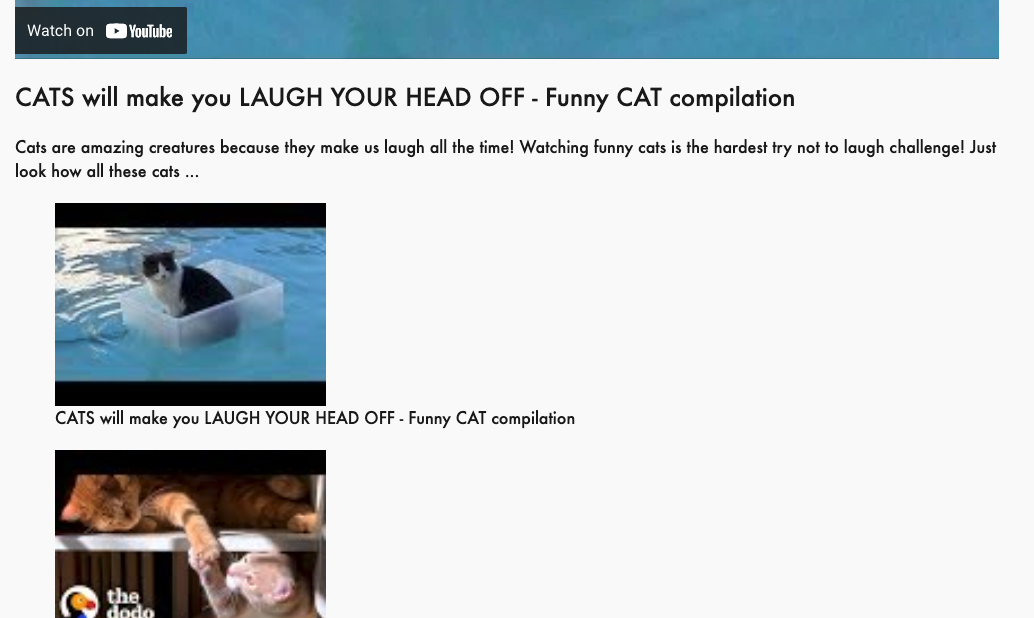 Watch on YouTube
CATS will make you LAUGH YOUR HEAD OFF - Funny CAT compilation
Cats are amazing creatures because they make us laugh all the time! Watching funny cats is the hardest try not to laugh challenge! Just
look how all these cats ...
CATS will make you LAUGH YOUR HEAD OFF - Funny CAT compilation
the
dodo